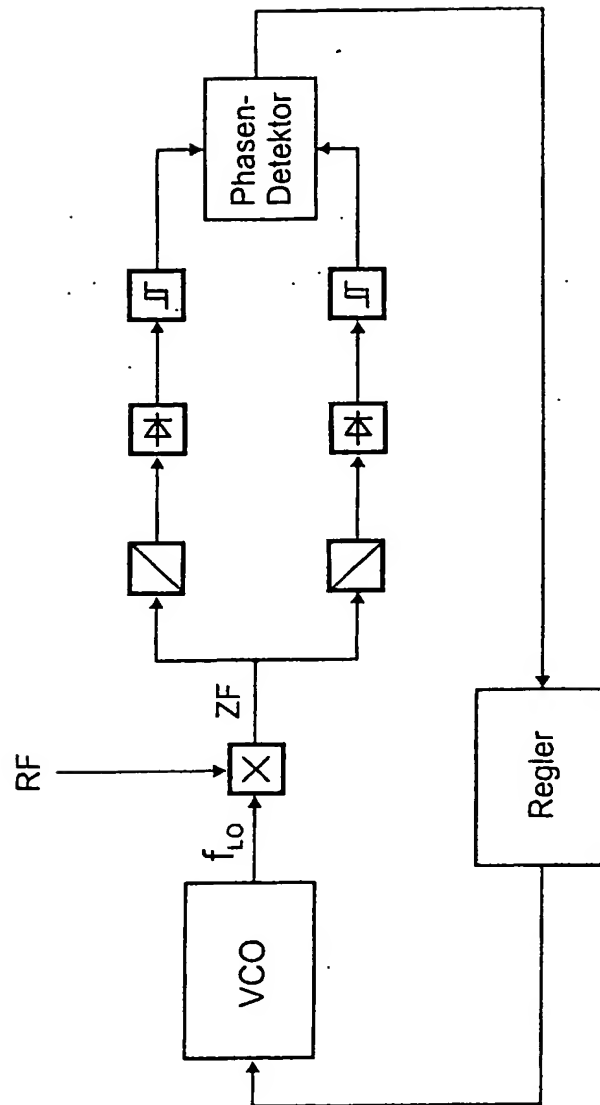 RF
VCO
f_LO
X
ZF
Phasen-
Detektor
Regler